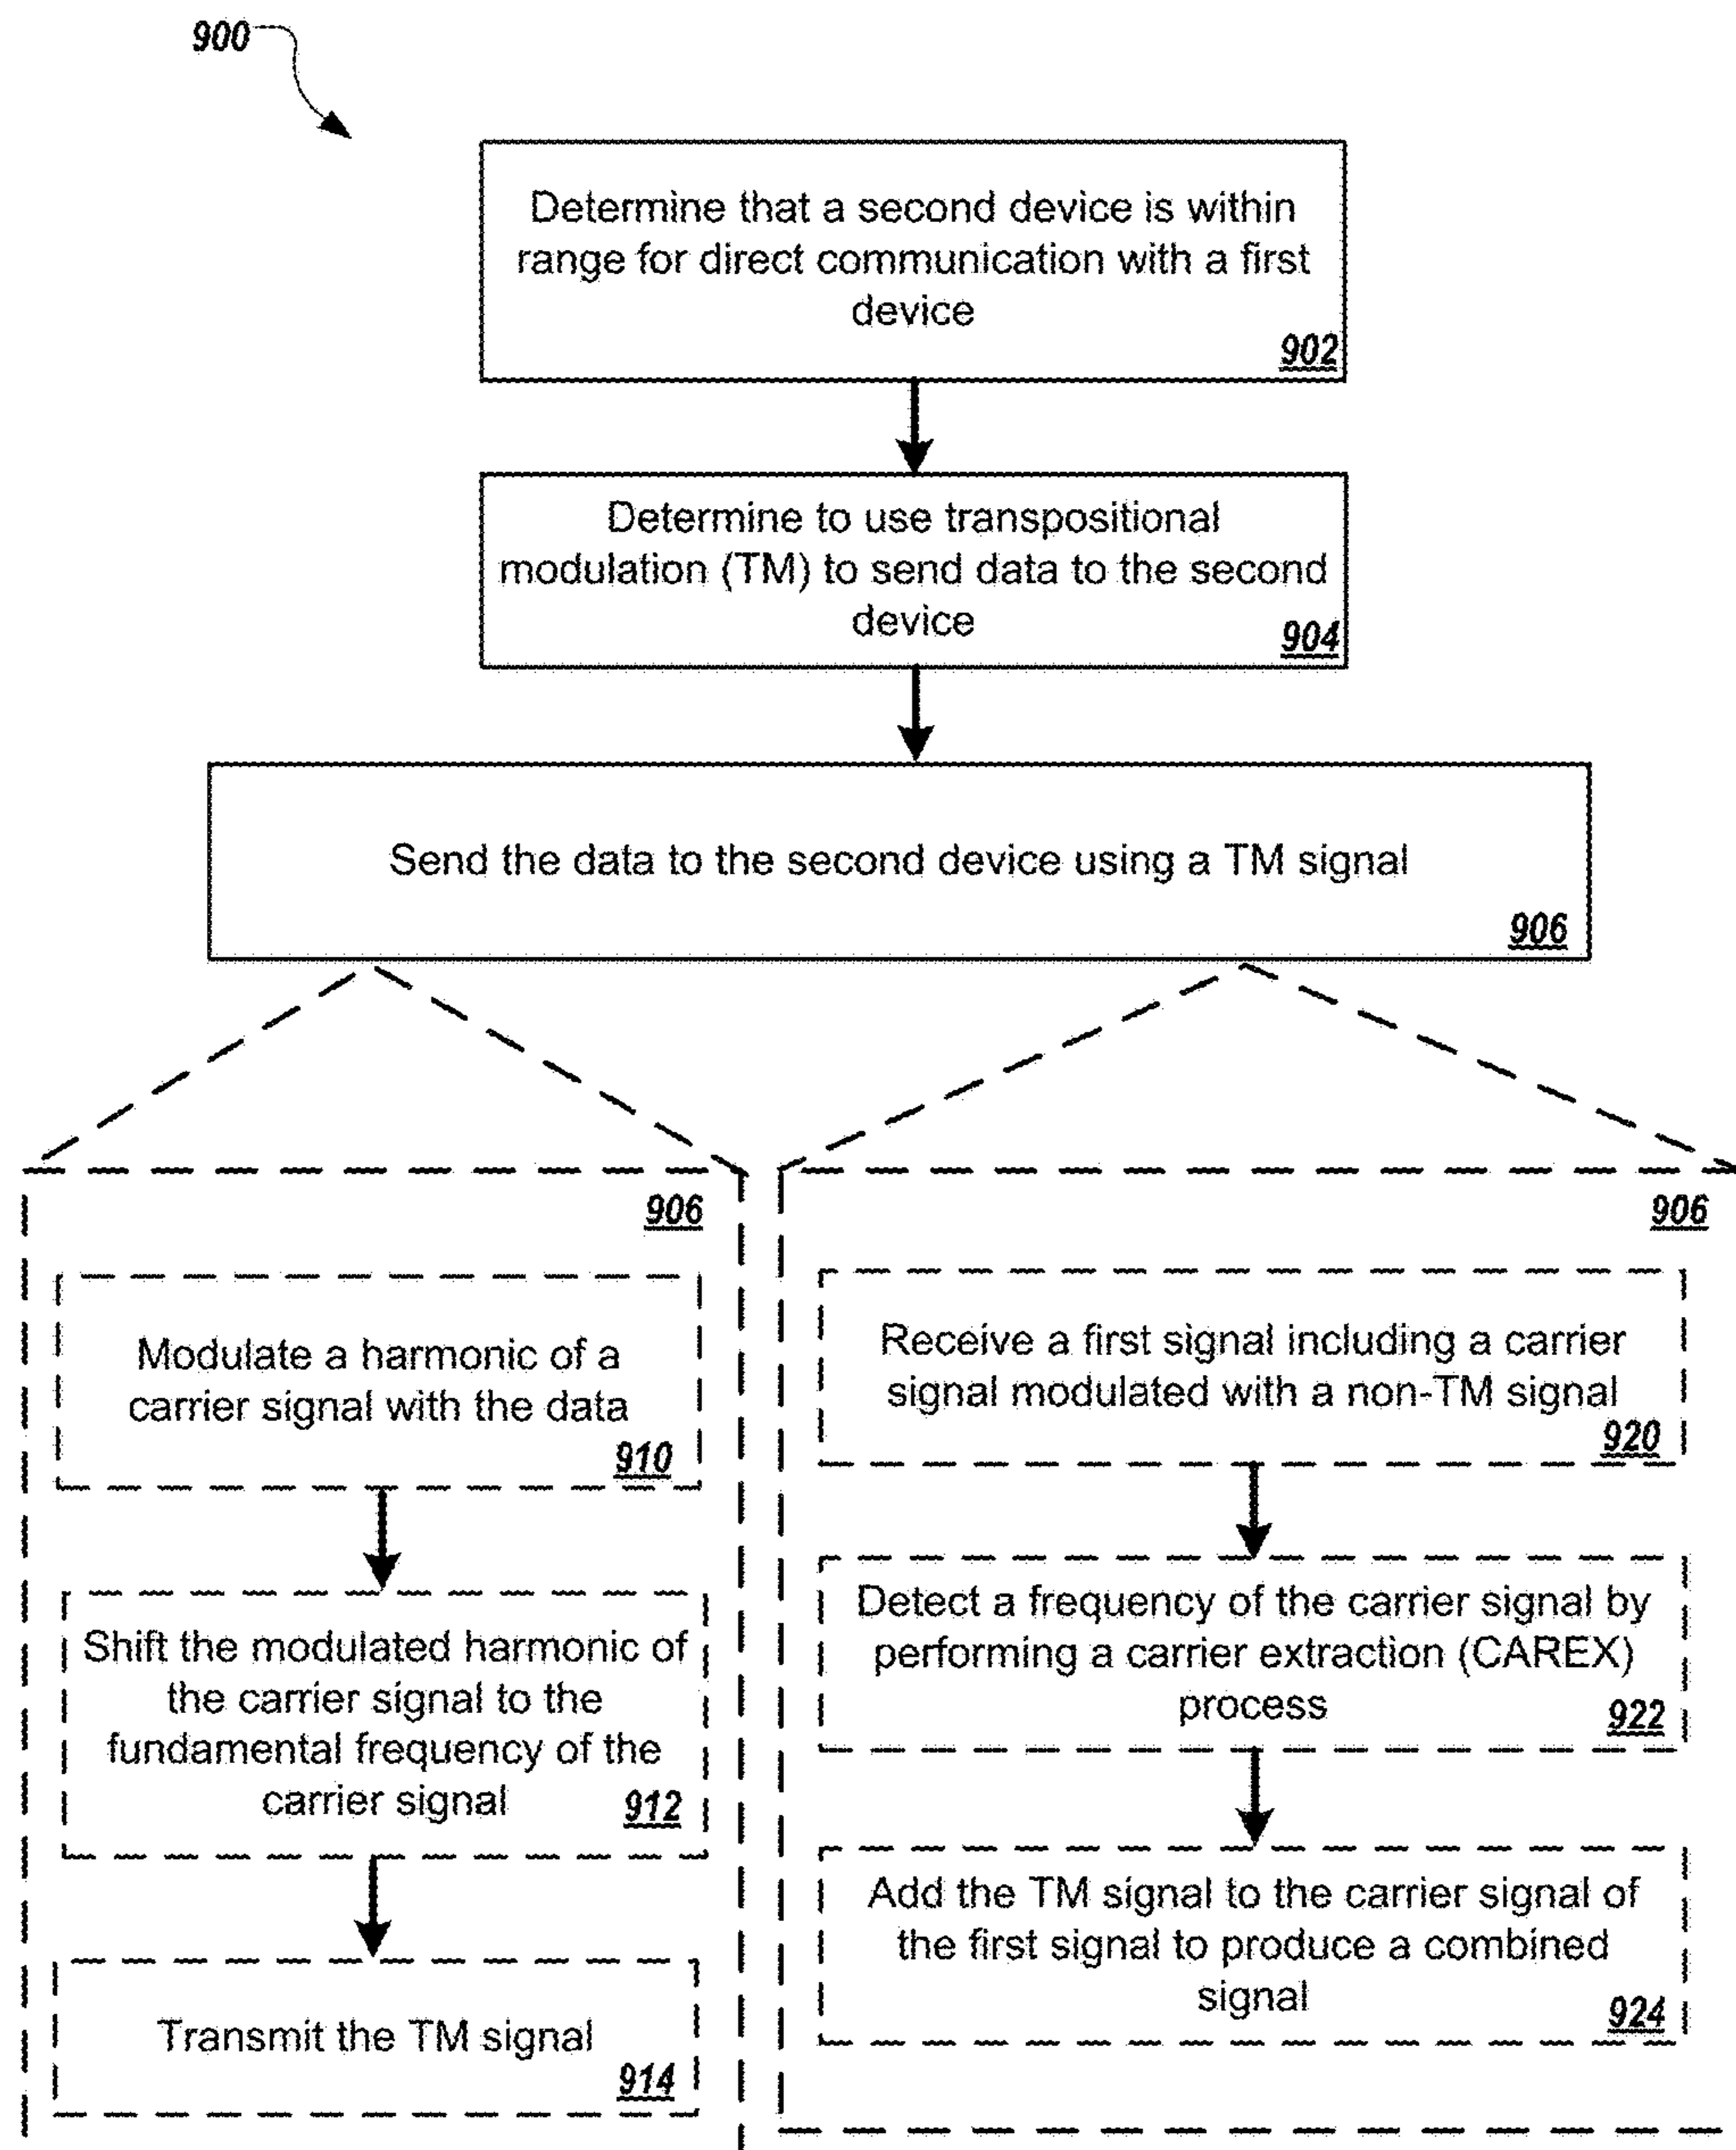 900
Determine that a second device is within
range for direct communication with a first
device
902
Determine to use transpositional
modulation (TM) to send data to the second
device
904
Send the data to the second device using a TM signal
906
906
Modulate a harmonic of a
carrier signal with the data
910
Shift the modulated harmonic of
the carrier signal to the
fundamental frequency of the
carrier signal
912
Transmit the TM signal
914
906
Receive a first signal including a carrier
signal modulated with a non-TM signal
920
Detect a frequency of the carrier signal by
performing a carrier extraction (CAREX)
process
922
Add the TM signal to the carrier signal of
the first signal to produce a combined
signal
924